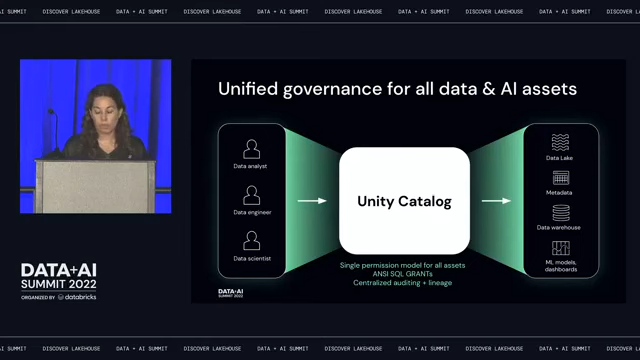 AI SUMMIT DISCOVER LAKEHOUSE DATA + AI SUMMIT DISCOVER LAKEHOUSE DATA + AI SUMMIT DISCOVER LAKEHOUSE DATA + AI SUMMIT DISCOVER LA
Unified governance for all data & AI assets
Data analyst
Data engineer
Data scientist
Unity Catalog
Single permission model for all assets
ANSI SQL GRANTs
Centralized auditing + lineage
Data Lake
Metadata
Data warehouse
ML models,
dashboards
DATA+AI
SUMMIT 2022
DATA+AI
SUMMIT 2022
ORGANIZED BY databricks
AI SUMMIT DISCOVER LAKEHOUSE DATA + AI SUMMIT DISCOVER LAKEHOUSE DATA + AI SUMMIT DISCOVER LAKEHOUSE DATA + AI SUMMIT DISCOVER LA